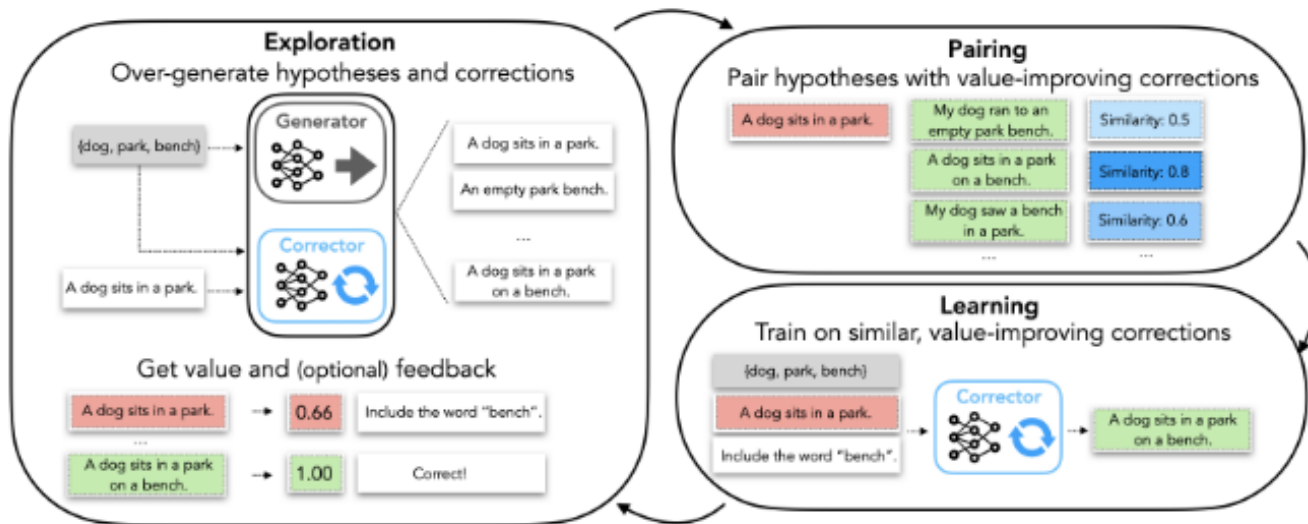 Exploration
Over-generate hypotheses and corrections
{dog, park, bench}
Generator
Corrector
A dog sits in a park.
A dog sits in a park.
An empty park bench.
...
A dog sits in a park
on a bench.
Get value and (optional) feedback
A dog sits in a park.
0.66
Include the word “bench”.
...
A dog sits in a park
on a bench.
1.00
Correct!
Pairing
Pair hypotheses with value-improving corrections
A dog sits in a park.
My dog ran to an
empty park bench.
Similarity: 0.5
A dog sits in a park
on a bench.
Similarity: 0.8
My dog saw a bench
in a park.
Similarity: 0.6
...
...
Learning
Train on similar, value-improving corrections
{dog, park, bench}
A dog sits in a park.
Include the word “bench”.
Corrector
A dog sits in a park
on a bench.